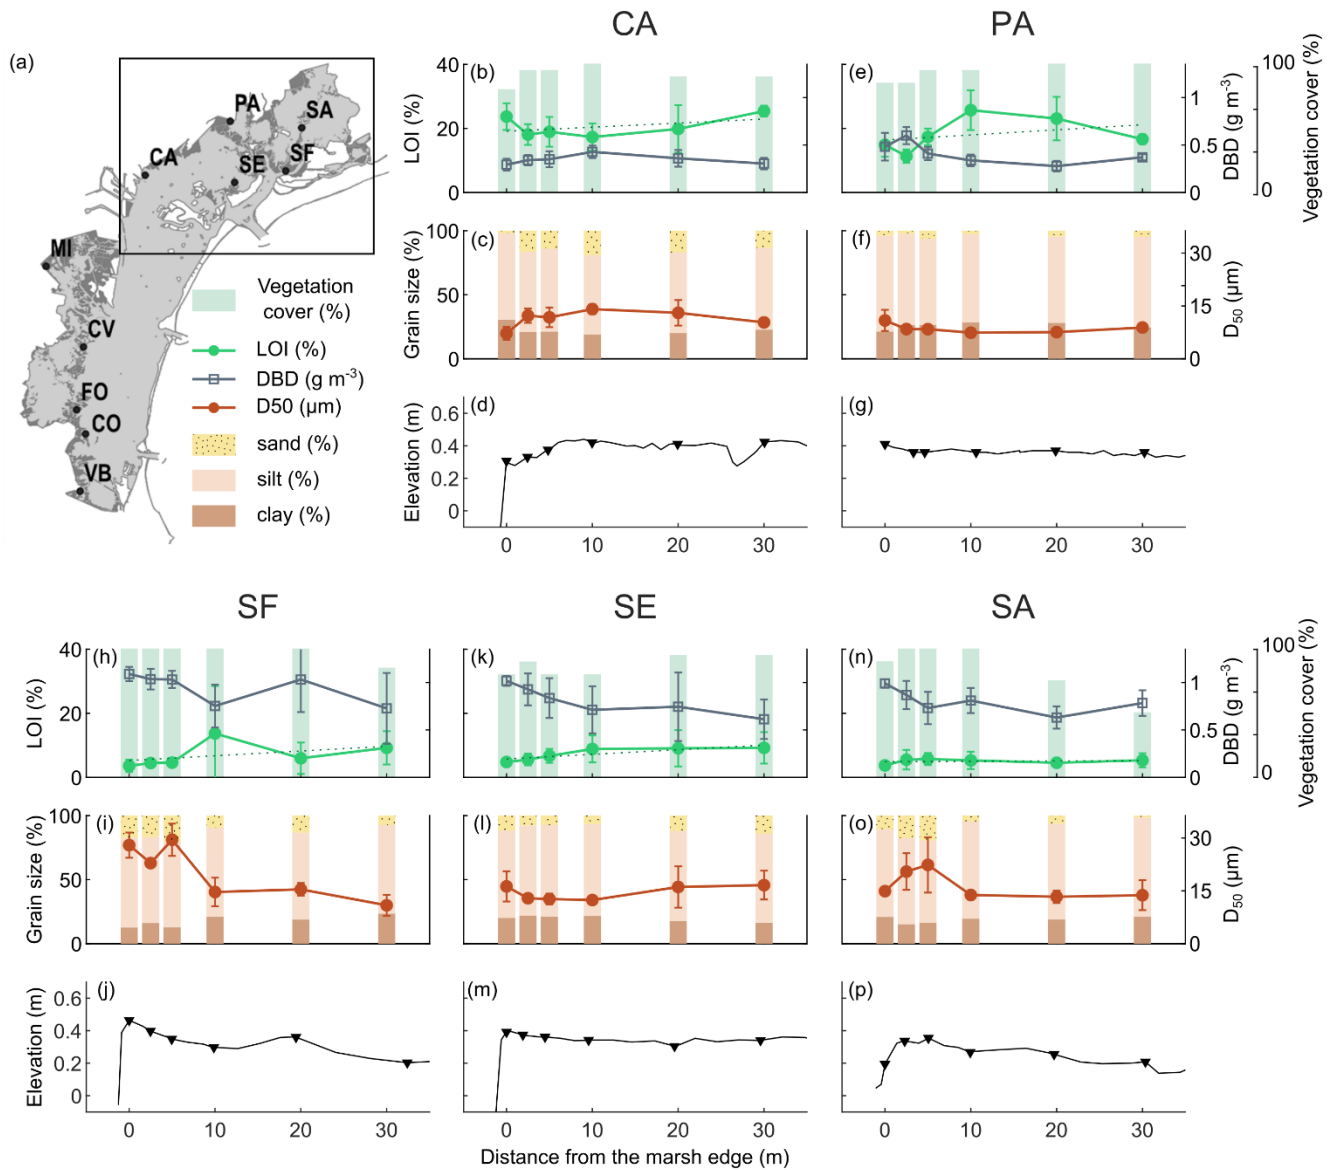 CA
PA
(a)
PA
SA
CA
SE
SF
MI
CV
FO
CO
VB
Vegetation
cover (%)
LOI (%)
DBD (g m-3)
D50 (µm)
sand (%)
silt (%)
clay (%)
(b)
40
20
0
LOI (%)
(e)
1
0.5
0
DBD (g m-3)
100
0
Vegetation cover (%)
(c)
100
50
0
Grain size (%)
(f)
30
15
0
D50 (µm)
(d)
0.6
0.4
0.2
0
Elevation (m)
0 10 20 30
(g)
0 10 20 30
SF
SE
SA
(h)
40
20
0
LOI (%)
(k)
(n)
1
0.5
0
DBD (g m-3)
100
0
Vegetation cover (%)
(i)
100
50
0
Grain size (%)
(l)
(o)
30
15
0
D50 (µm)
(j)
0.6
0.4
0.2
0
Elevation (m)
0 10 20 30
(m)
0 10 20 30
(p)
0 10 20 30
Distance from the marsh edge (m)